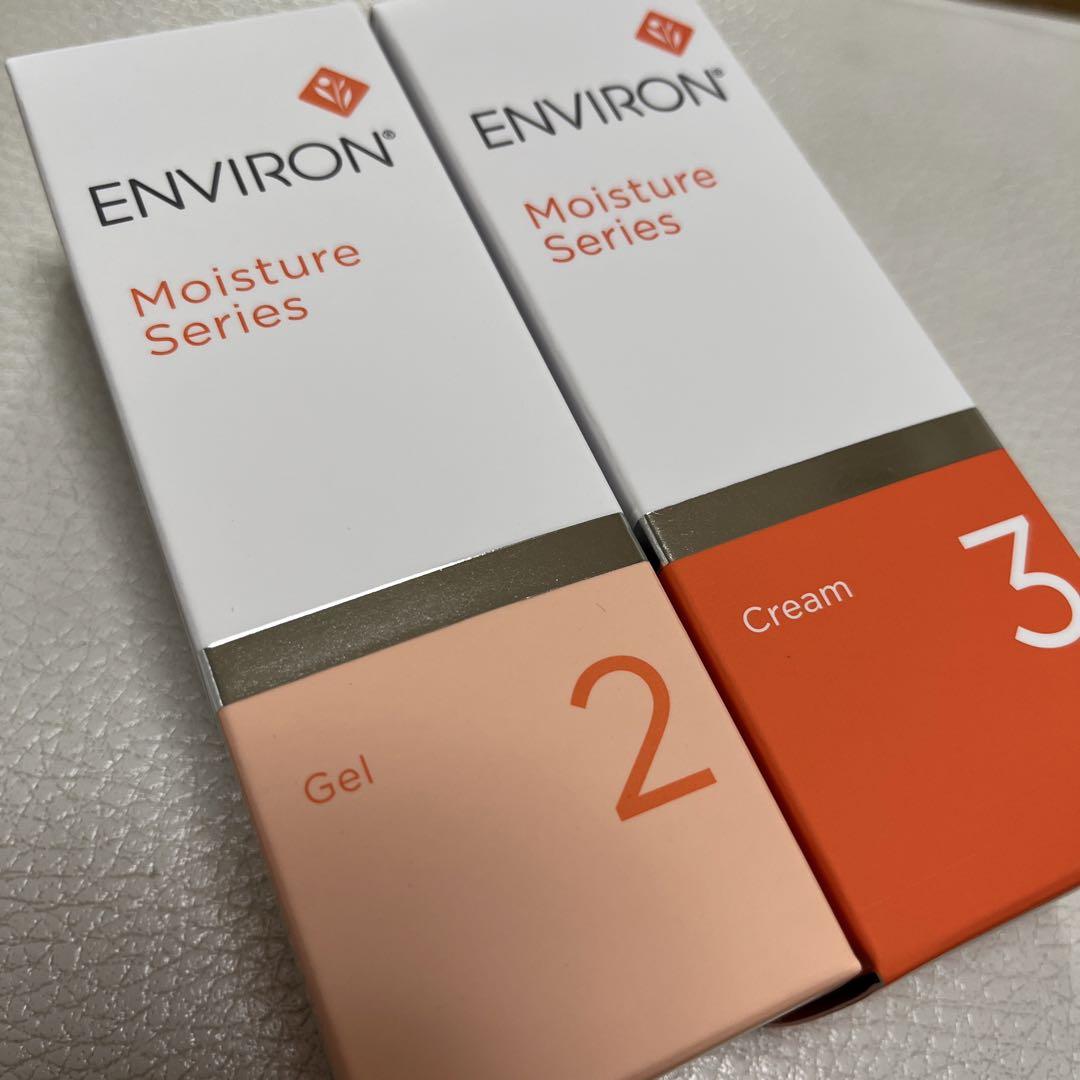 ENVIRON®
Moisture
Series
Gel
2
ENVIRON®
Moisture
Series
Cream
3